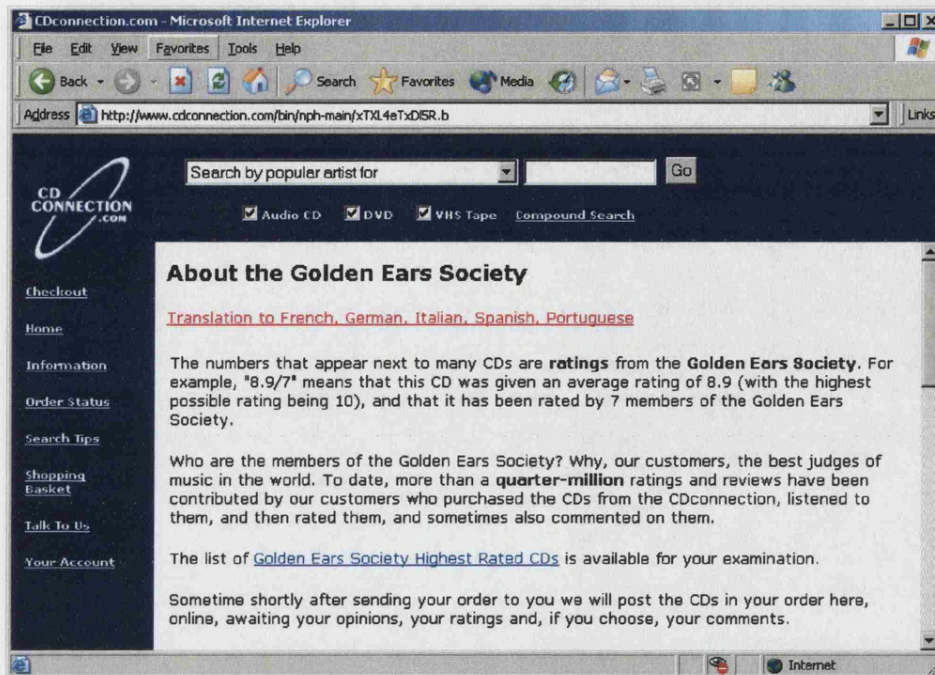 CDconnection.com - Microsoft Internet Explorer
File Edit View Favorites Tools Help
Back Search Favorites Media
Address http://www.cdconnection.com/bin/nph-main/xTXL4eTxDl5R.b Links
CD
CONNECTION
.COM
Search by popular artist for Go
Audio CD DVD VHS Tape Compound Search
Checkout
Home
Information
Order Status
Search Tips
Shopping
Basket
Talk To Us
Your Account
About the Golden Ears Society
Translation to French, German, Italian, Spanish, Portuguese
The numbers that appear next to many CDs are ratings from the Golden Ears Society. For
example, "8.9/7" means that this CD was given an average rating of 8.9 (with the highest
possible rating being 10), and that it has been rated by 7 members of the Golden Ears
Society.
Who are the members of the Golden Ears Society? Why, our customers, the best judges of
music in the world. To date, more than a quarter-million ratings and reviews have been
contributed by our customers who purchased the CDs from the CDconnection, listened to
them, and then rated them, and sometimes also commented on them.
The list of Golden Ears Society Highest Rated CDs is available for your examination.
Sometime shortly after sending your order to you we will post the CDs in your order here,
online, awaiting your opinions, your ratings and, if you choose, your comments.
Internet